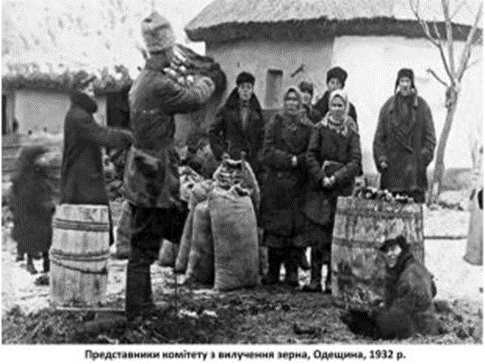 Представники комітету з вилучення зерна, Одещина, 1932 р.